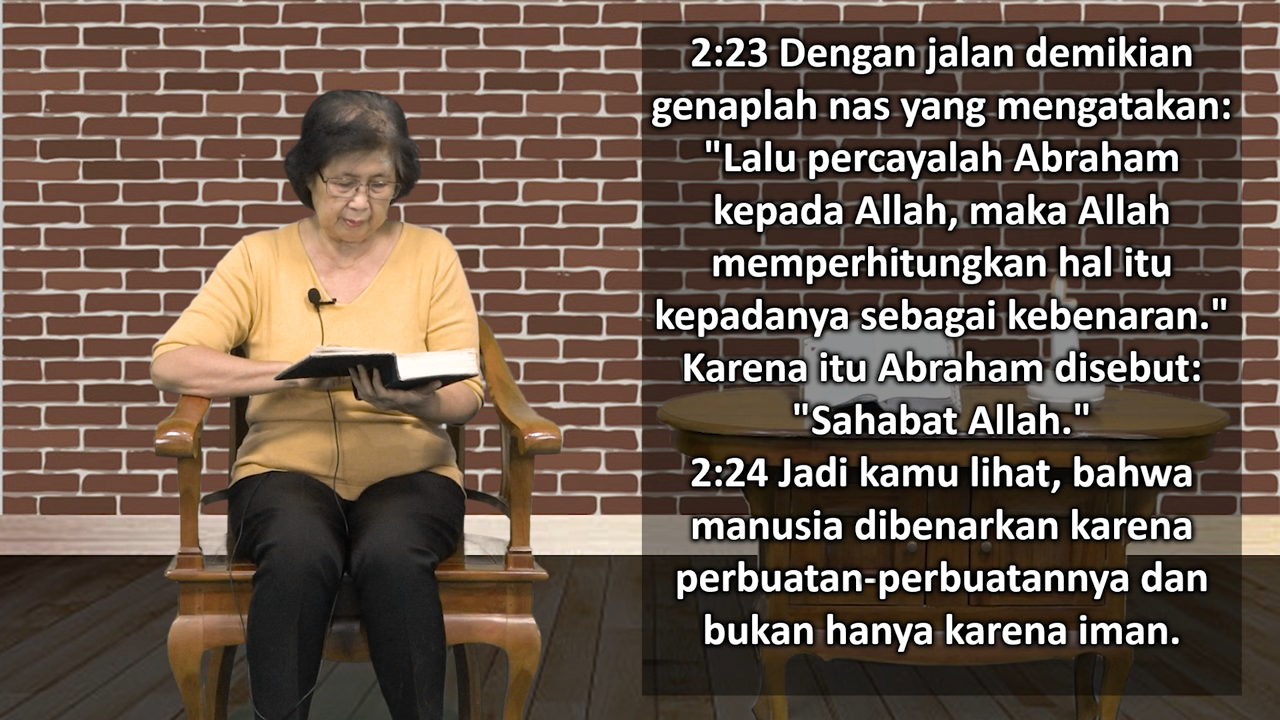 2:23 Dengan jalan demikian
genaplah nas yang mengatakan:
"Lalu percayalah Abraham
kepada Allah, maka Allah
memperhitungkan hal itu
kepadanya sebagai kebenaran."
Karena itu Abraham disebut:
"Sahabat Allah."
2:24 Jadi kamu lihat, bahwa
manusia dibenarkan karena
perbuatan-perbuatannya dan
bukan hanya karena iman.